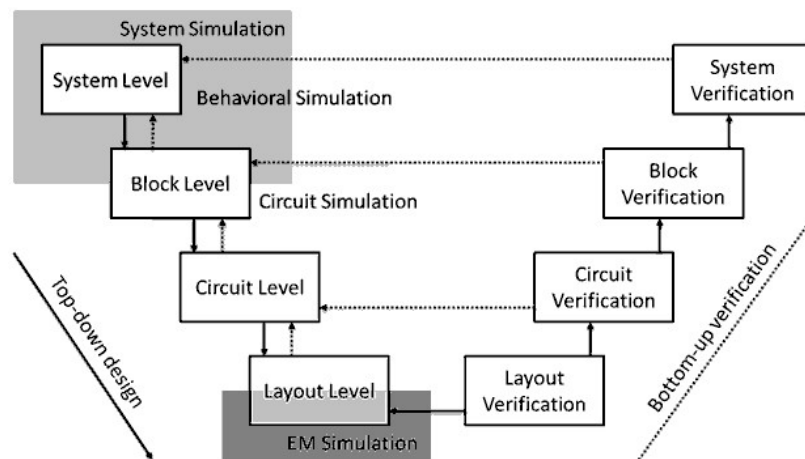 System Simulation
System Level
System
Verification
Behavioral Simulation
Block Level
Block
Verification
Circuit Simulation
Top-down design
Circuit Level
Circuit
Verification
Bottom-up verification
Layout Level
Layout
Verification
EM Simulation